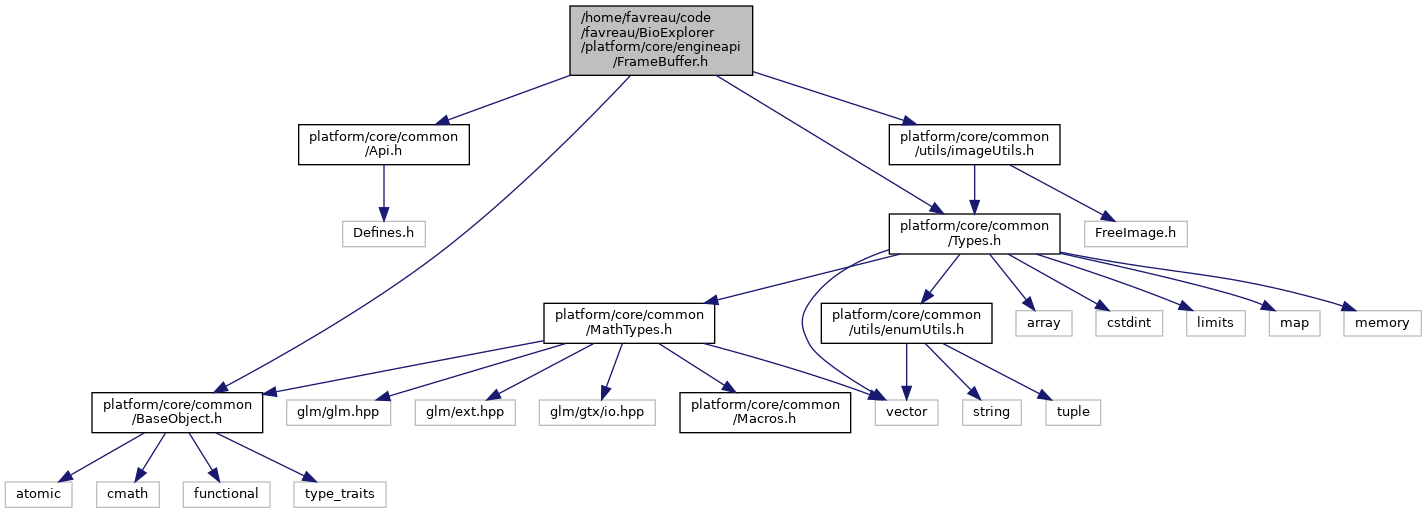 /home/favreau/code
/favreau/BioExplorer
/platform/core/engineapi
/FrameBuffer.h
platform/core/common
/Api.h
platform/core/common
/utils/imageUtils.h
Defines.h
platform/core/common
/Types.h
FreeImage.h
platform/core/common
/MathTypes.h
platform/core/common
/utils/enumUtils.h
array
cstdint
limits
map
memory
platform/core/common
/BaseObject.h
glm/glm.hpp
glm/ext.hpp
glm/gtx/io.hpp
platform/core/common
/Macros.h
vector
string
tuple
atomic
cmath
functional
type_traits